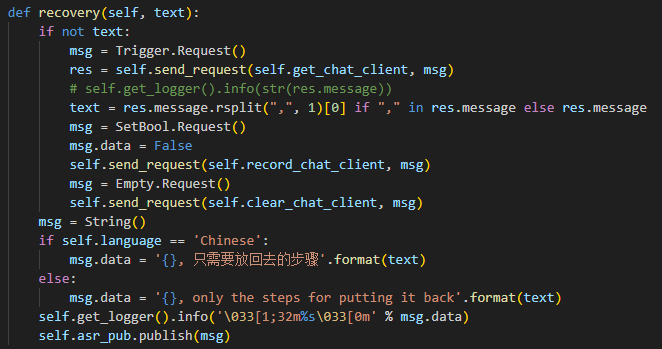 def recovery(self, text):
    if not text:
        msg = Trigger.Request()
        res = self.send_request(self.get_chat_client, msg)
        # self.get_logger().info(str(res.message))
        text = res.message.rsplit(",", 1)[0] if "," in res.message else res.message
        msg = SetBool.Request()
        msg.data = False
        self.send_request(self.record_chat_client, msg)
        msg = Empty.Request()
        self.send_request(self.clear_chat_client, msg)
    msg = String()
    if self.language == 'Chinese':
        msg.data = '{}, 只需要放回去的步骤'.format(text)
    else:
        msg.data = '{}, only the steps for putting it back'.format(text)
    self.get_logger().info('\033[1;32m%s\033[0m' % msg.data)
    self.asr_pub.publish(msg)